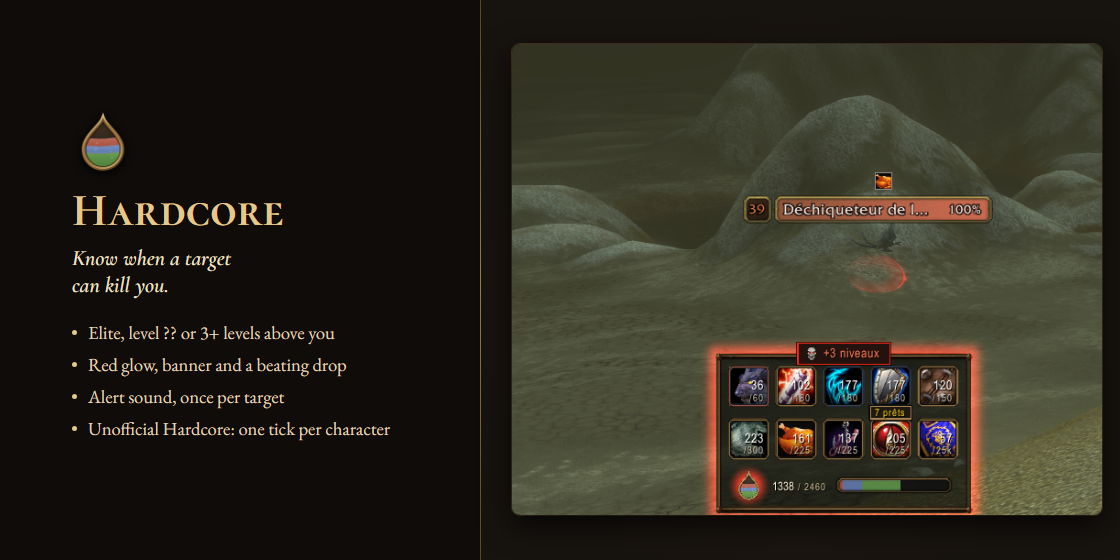 Hardcore
Know when a target
can kill you.
• Elite, level ?? or 3+ levels above you
• Red glow, banner and a beating drop
• Alert sound, once per target
• Unofficial Hardcore: one tick per character
39 Déchiqueteur de l... 100%
+3 niveaux
36 102 177 177 120
/60 /180 /180 /150
7 prêts
223 161 137 205
/300 /225 /225 /225 /25k
1338 / 2460